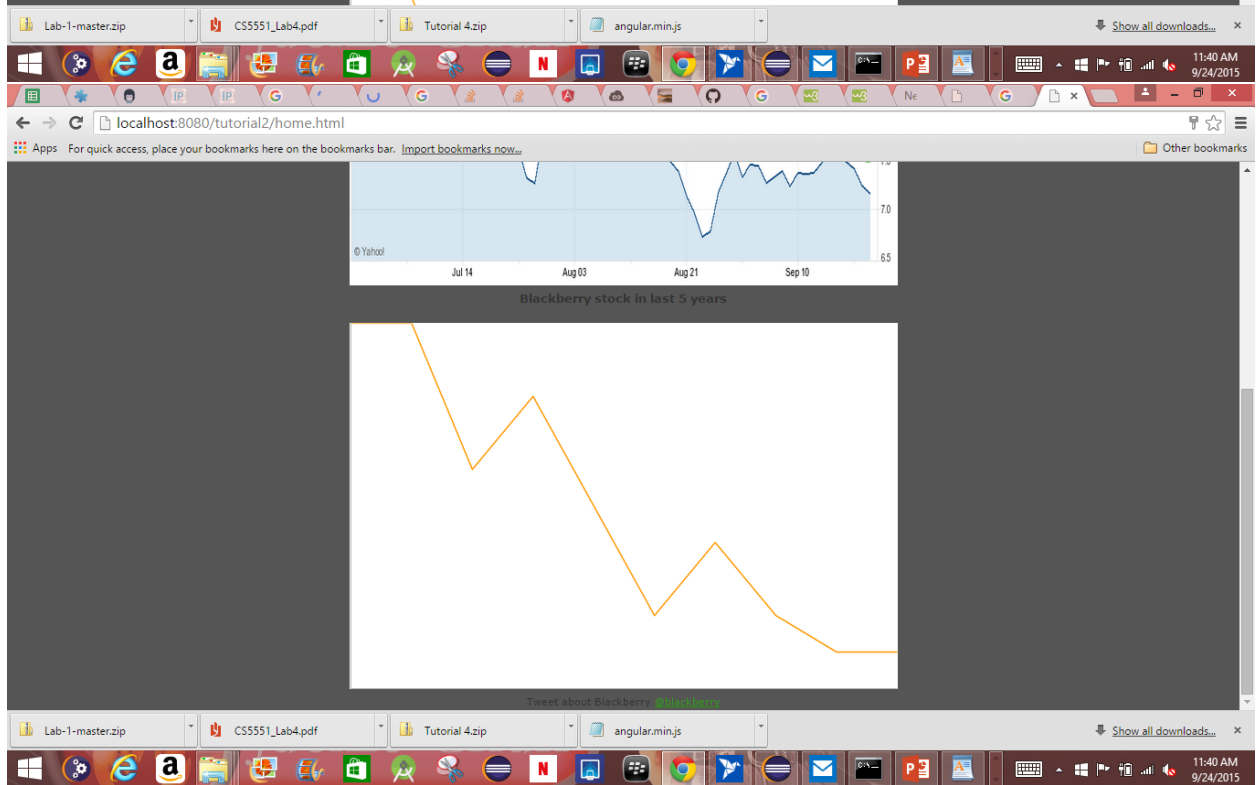 Lab-1-master.zip CS5551_Lab4.pdf Tutorial 4.zip angular.min.js Show all downloads...
11:40 AM
9/24/2015
localhost:8080/tutorial2/home.html
Apps For quick access, place your bookmarks here on the bookmarks bar. Import bookmarks now... Other bookmarks
7.0
© Yahoo!
6.5
Jul 14 Aug 03 Aug 21 Sep 10
Blackberry stock in last 5 years
Tweet about Blackberry @blackberry
Lab-1-master.zip CS5551_Lab4.pdf Tutorial 4.zip angular.min.js Show all downloads...
11:40 AM
9/24/2015